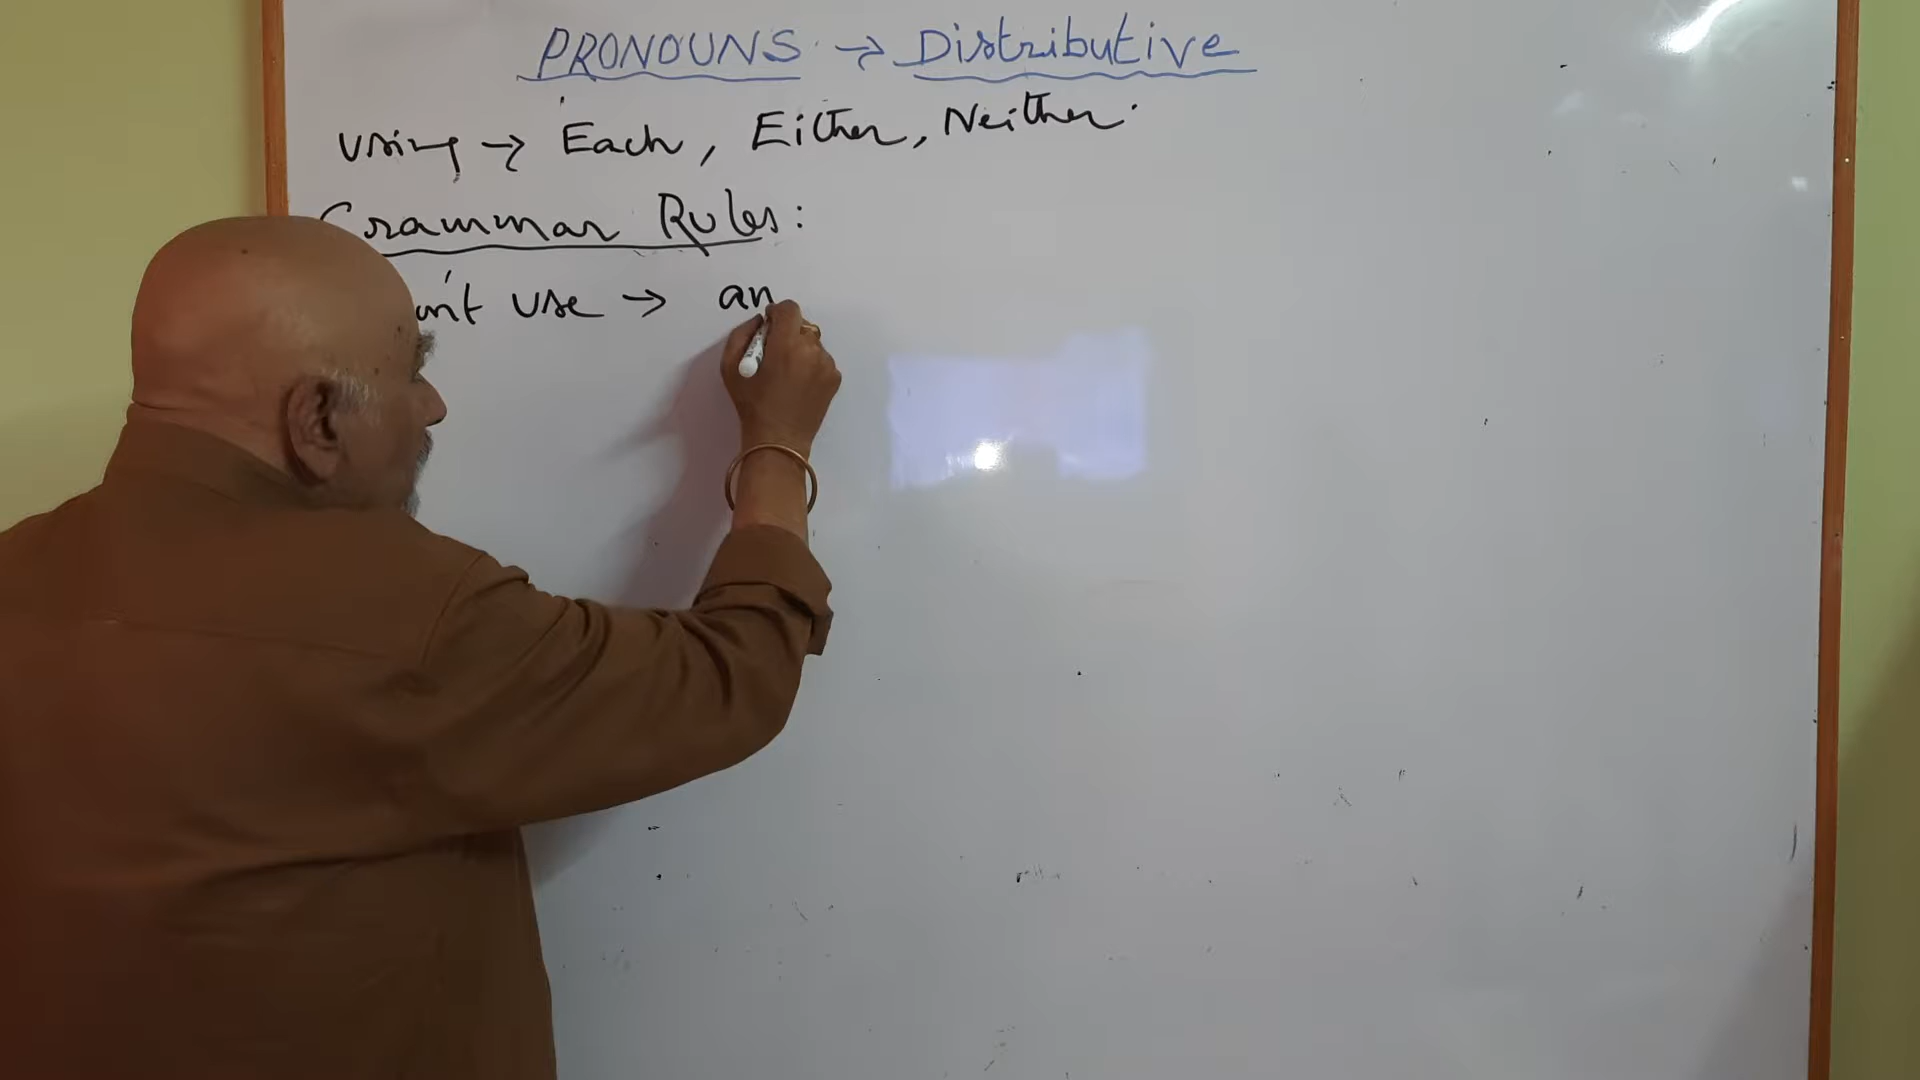 PRONOUNS → Distributive
Using → Each, Either, Neither.
Grammar Rules:
use → an